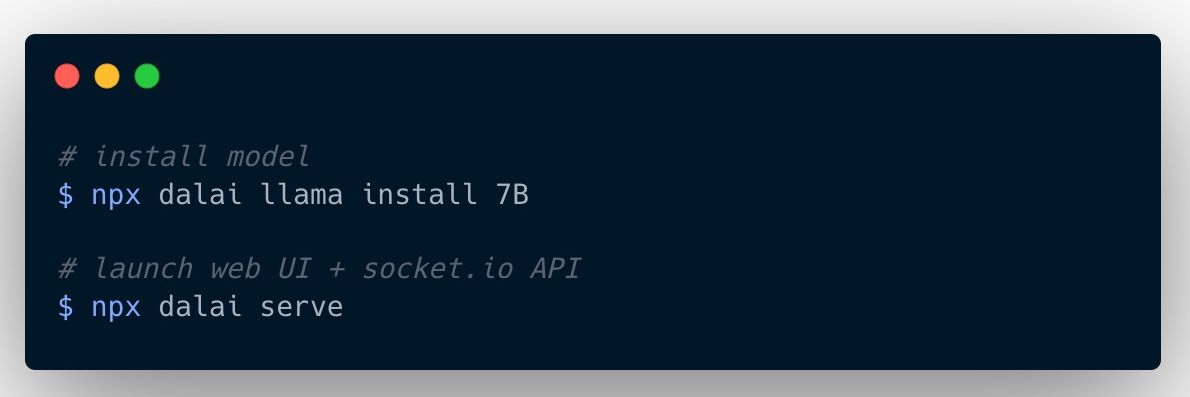 # install model
$ npx dalai llama install 7B
# launch web UI + socket.io API
$ npx dalai serve